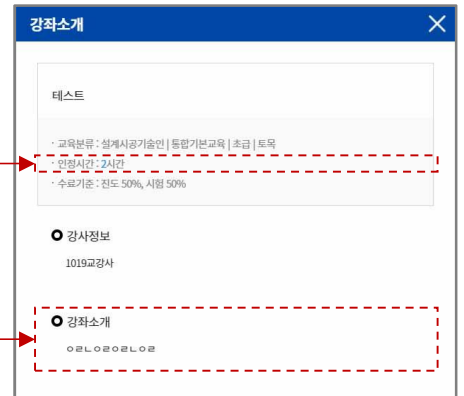 강좌소개
테스트
· 교육분류 : 설계시공기술인 | 통합기본교육 | 초급 | 토목
· 인정시간 : 2시간
· 수료기준 : 진도 50%, 시험 50%
강사정보
1019교강사
강좌소개
ㅇㄹㄴㅇㄹㅇㄹㄴㅇㄹ